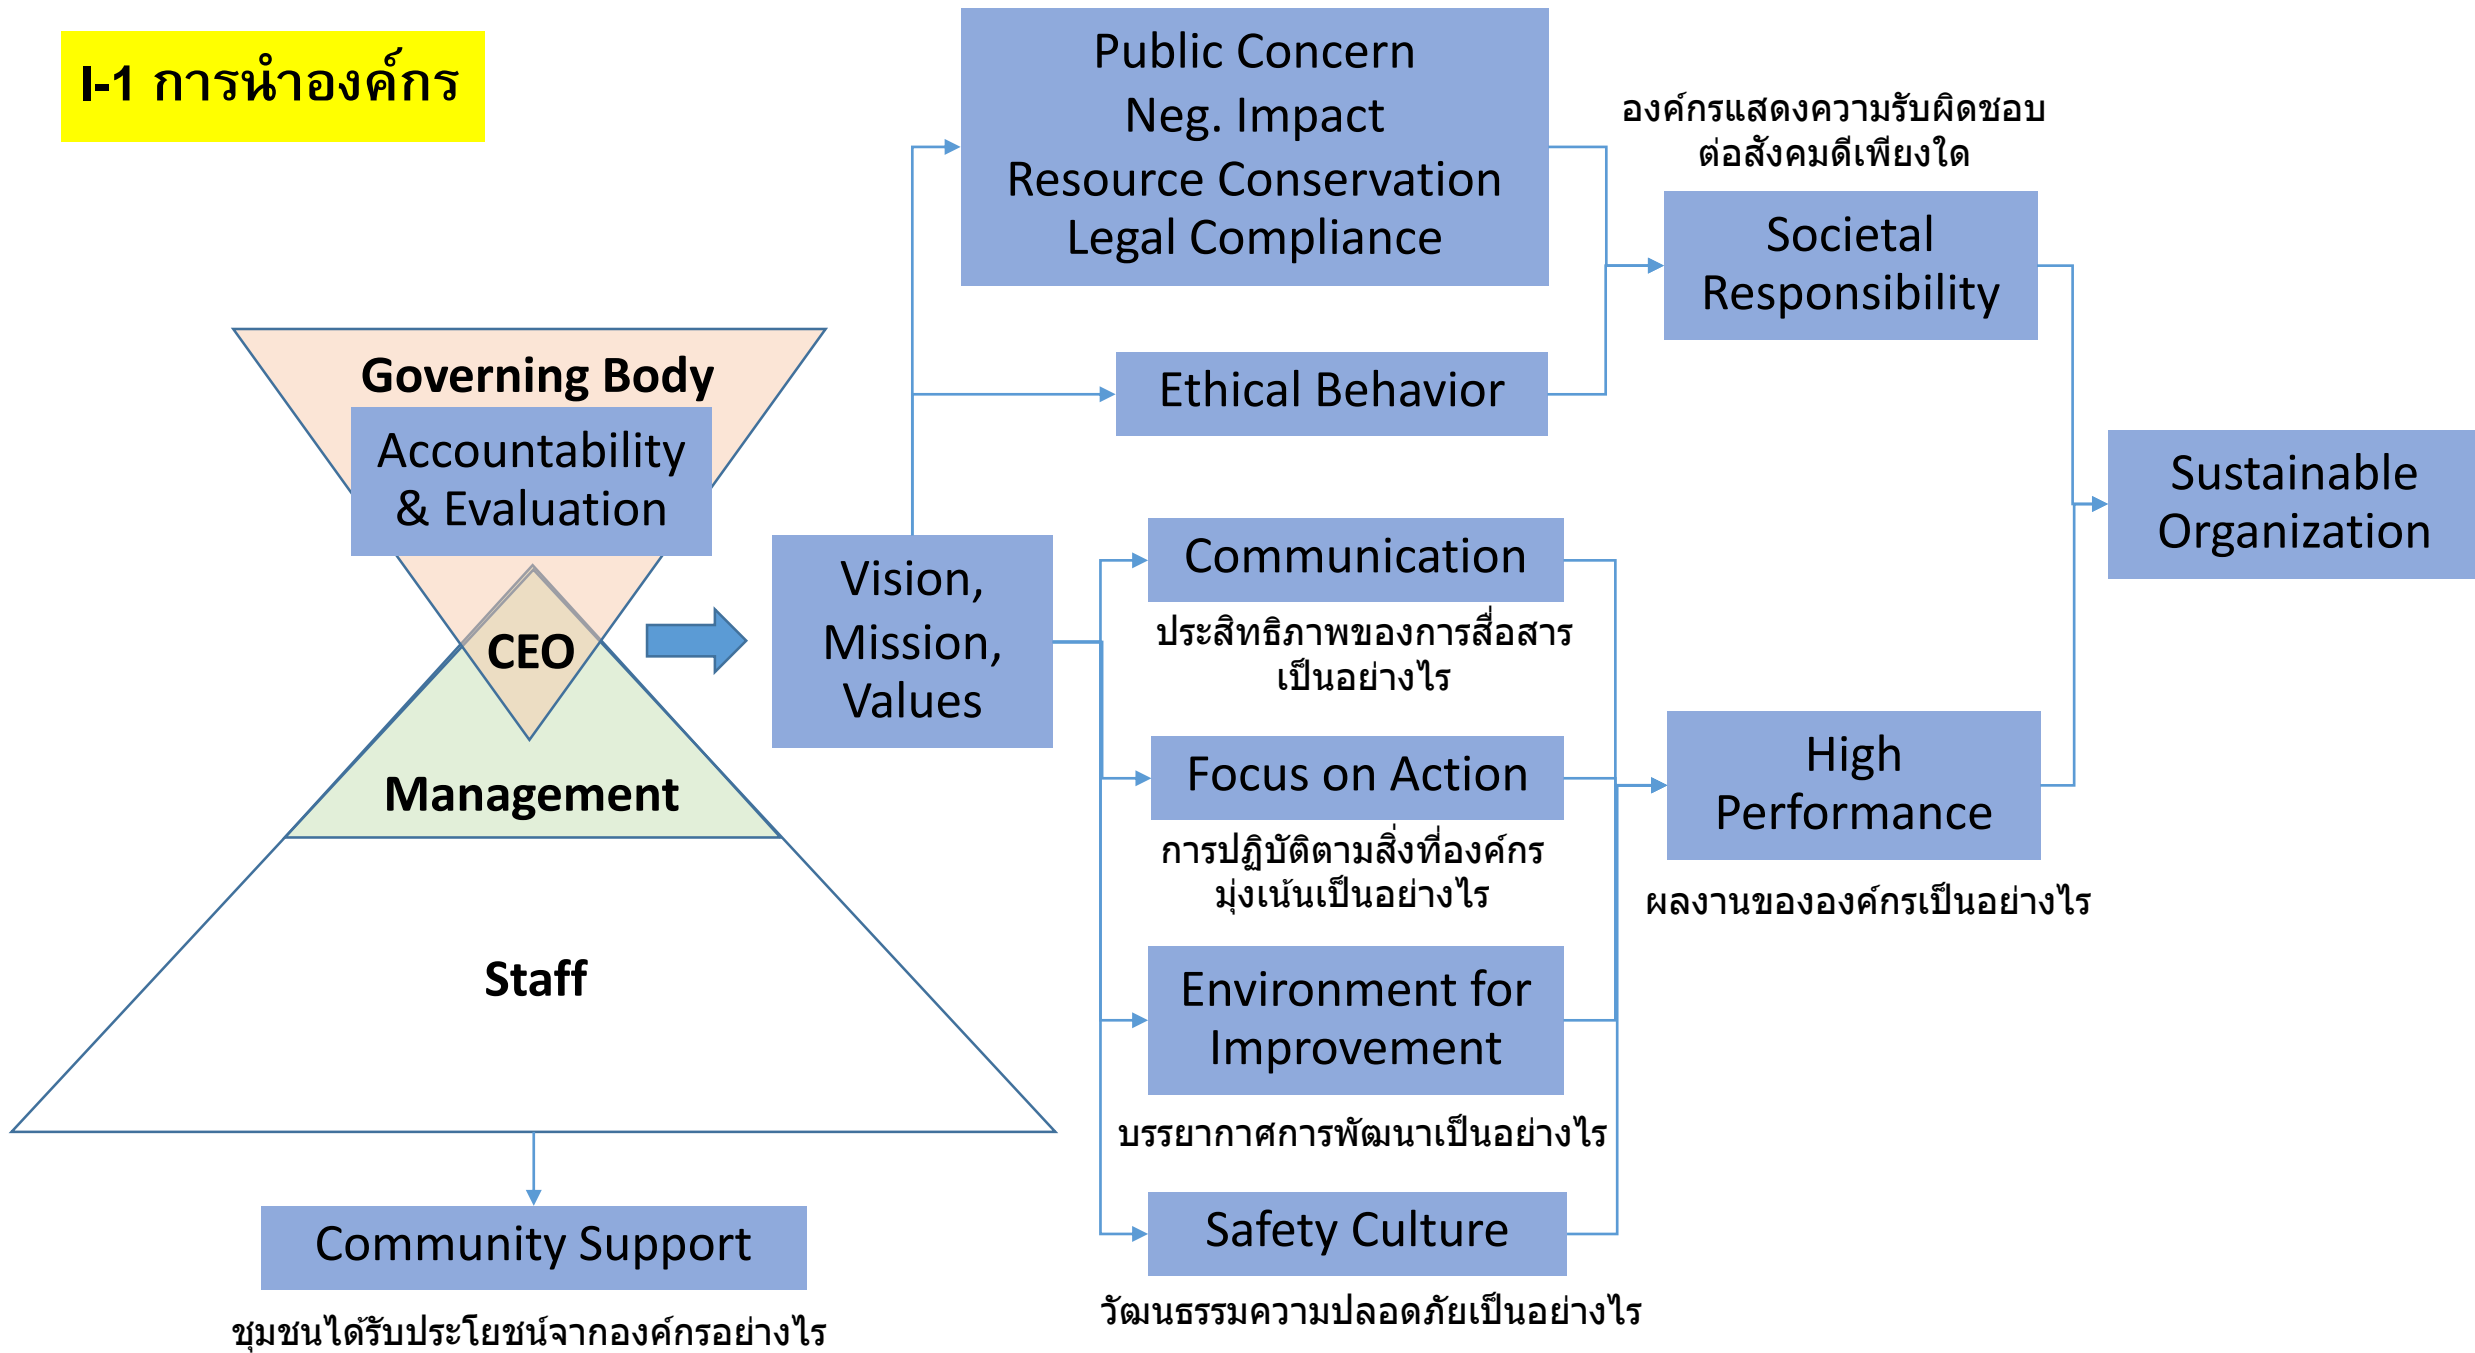 I-1 การนำองค์กร
Public Concern
Neg. Impact
Resource Conservation
Legal Compliance
องค์กรแสดงความรับผิดชอบ
ต่อสังคมดีเพียงใด
Societal
Responsibility
Governing Body
Accountability
& Evaluation
Ethical Behavior
Sustainable
Organization
CEO
Vision,
Mission,
Values
Communication
ประสิทธิภาพของการสื่อสาร
เป็นอย่างไร
Management
Focus on Action
การปฏิบัติตามสิ่งที่องค์กร
มุ่งเน้นเป็นอย่างไร
High
Performance
ผลงานขององค์กรเป็นอย่างไร
Staff
Environment for
Improvement
บรรยากาศการพัฒนาเป็นอย่างไร
Community Support
ชุมชนได้รับประโยชน์จากองค์กรอย่างไร
Safety Culture
วัฒนธรรมความปลอดภัยเป็นอย่างไร